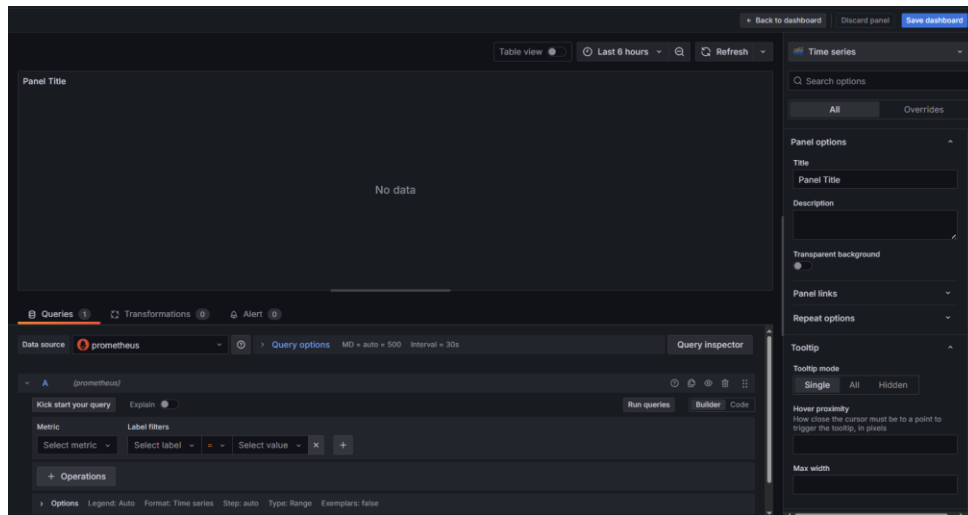 Back to dashboard Discard panel Save dashboard
Table view Last 6 hours Refresh
Time series
Panel Title
No data
Search options
All Overrides
Panel options
Title
Panel Title
Description
Transparent background
Panel links
Repeat options
Tooltip
Tooltip mode
Single All Hidden
Hover proximity
How close the cursor must be to a point to
trigger the tooltip, in pixels
Max width
Queries 1 Transformations 0 Alert 0
Data source prometheus Query options MD = auto = 500 Interval = 30s Query inspector
A (prometheus)
Kick start your query Explain Run queries Builder Code
Metric Label filters
Select metric Select label = Select value
+ Operations
Options Legend: Auto Format: Time series Step: auto Type: Range Exemplars: false